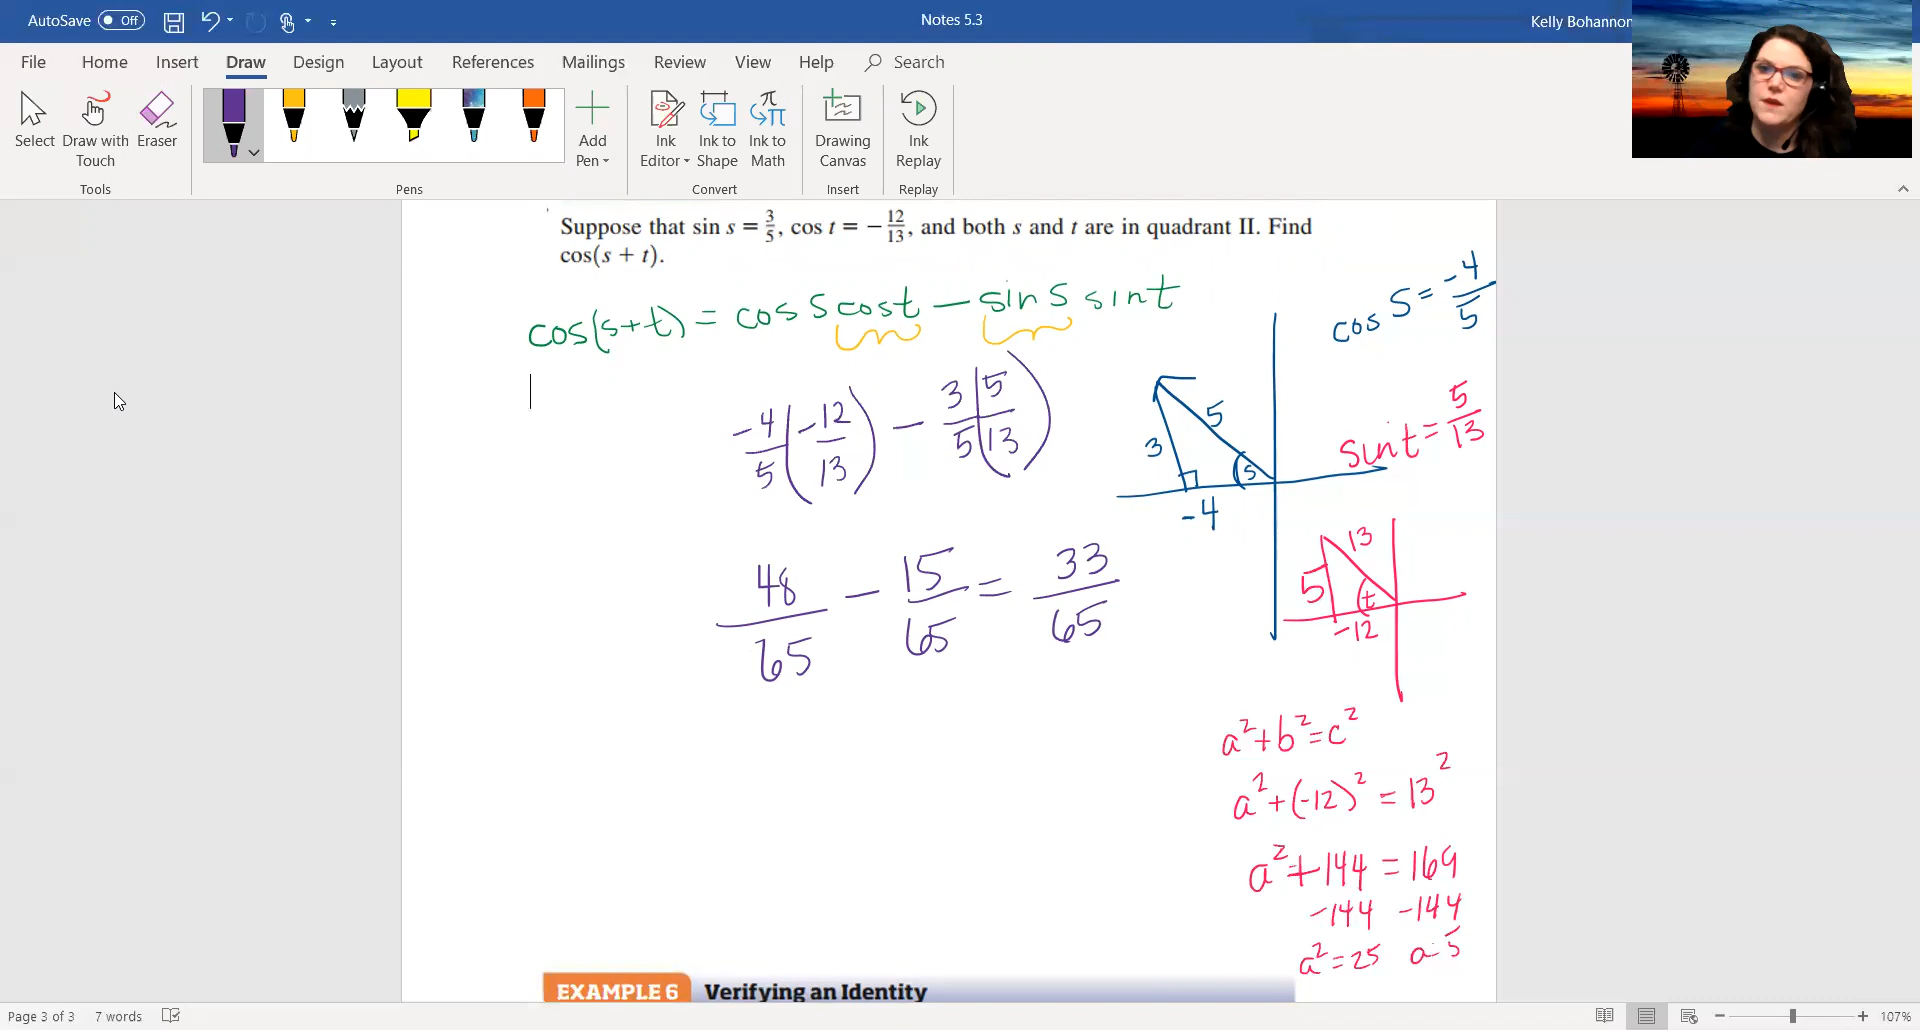 AutoSave Off
Notes 5.3
Kelly Bohannon
File Home Insert Draw Design Layout References Mailings Review View Help Search
Select
Draw with Touch
Eraser
Add Pen
Ink Editor
Ink to Shape
Ink to Math
Drawing Canvas
Ink Replay
Tools Pens Convert Insert Replay
Suppose that sin s = 3/5, cos t = −12/13, and both s and t are in quadrant II. Find
cos(s + t).
cos(s+t) = cos s cos t − sin s sin t
cos s = -4/5
-4/5 (-12/13) − 3/5 (5/13)
5
3
s
-4
sin t = 5/13
48/65 − 15/65 = 33/65
13
5
t
-12
a² + b² = c²
a² + (-12)² = 13²
a² + 144 = 169
-144 -144
a² = 25 a=5
EXAMPLE 6 Verifying an Identity
Page 3 of 3 7 words 107%